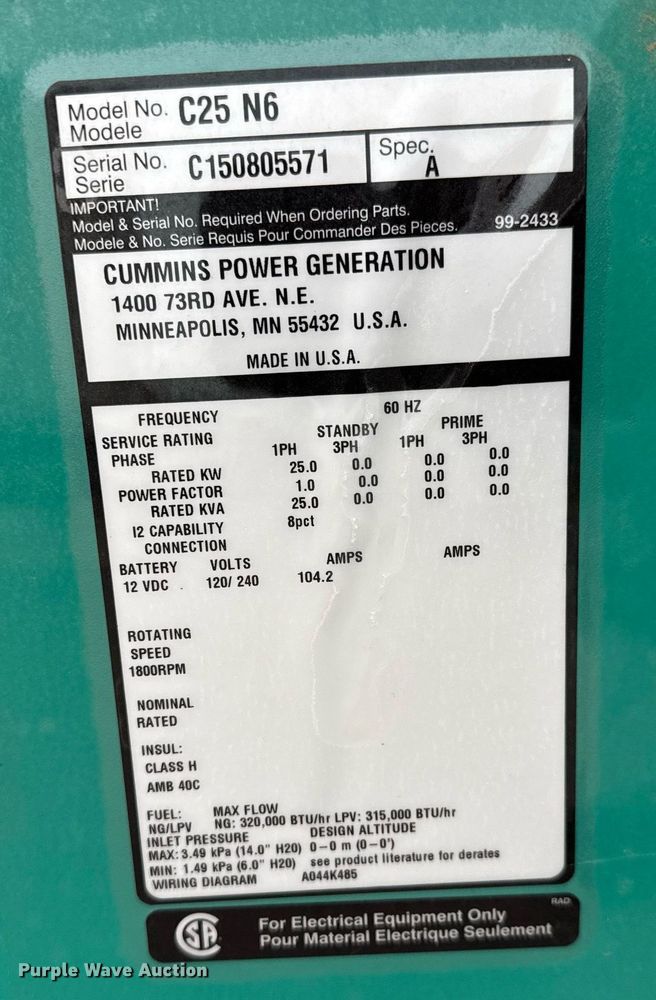 Model No. C25 N6
Modele
Serial No. C150805571
Serie
Spec.
A
IMPORTANT!
Model & Serial No. Required When Ordering Parts.
Modele & No. Serie Requis Pour Commander Des Pieces. 99-2433
CUMMINS POWER GENERATION
1400 73RD AVE. N.E.
MINNEAPOLIS, MN 55432 U.S.A.
MADE IN U.S.A.
FREQUENCY 60 HZ
SERVICE RATING STANDBY PRIME
PHASE 1PH 3PH 1PH 3PH
RATED KW 25.0 0.0 0.0 0.0
POWER FACTOR 1.0 0.0 0.0 0.0
RATED KVA 25.0 0.0 0.0 0.0
I2 CAPABILITY 8pct
CONNECTION
BATTERY VOLTS AMPS AMPS
12 VDC 120/ 240 104.2
ROTATING
SPEED
1800RPM
NOMINAL
RATED
INSUL:
CLASS H
AMB 40C
FUEL: MAX FLOW
NG/LPV NG: 320,000 BTU/hr LPV: 315,000 BTU/hr
INLET PRESSURE DESIGN ALTITUDE
MAX: 3.49 kPa (14.0" H20) 0-0 m (0-0')
MIN: 1.49 kPa (6.0" H20) see product literature for derates
WIRING DIAGRAM A044K485
RAD
SA
For Electrical Equipment Only
Pour Material Electrique Seulement
Purple Wave Auction